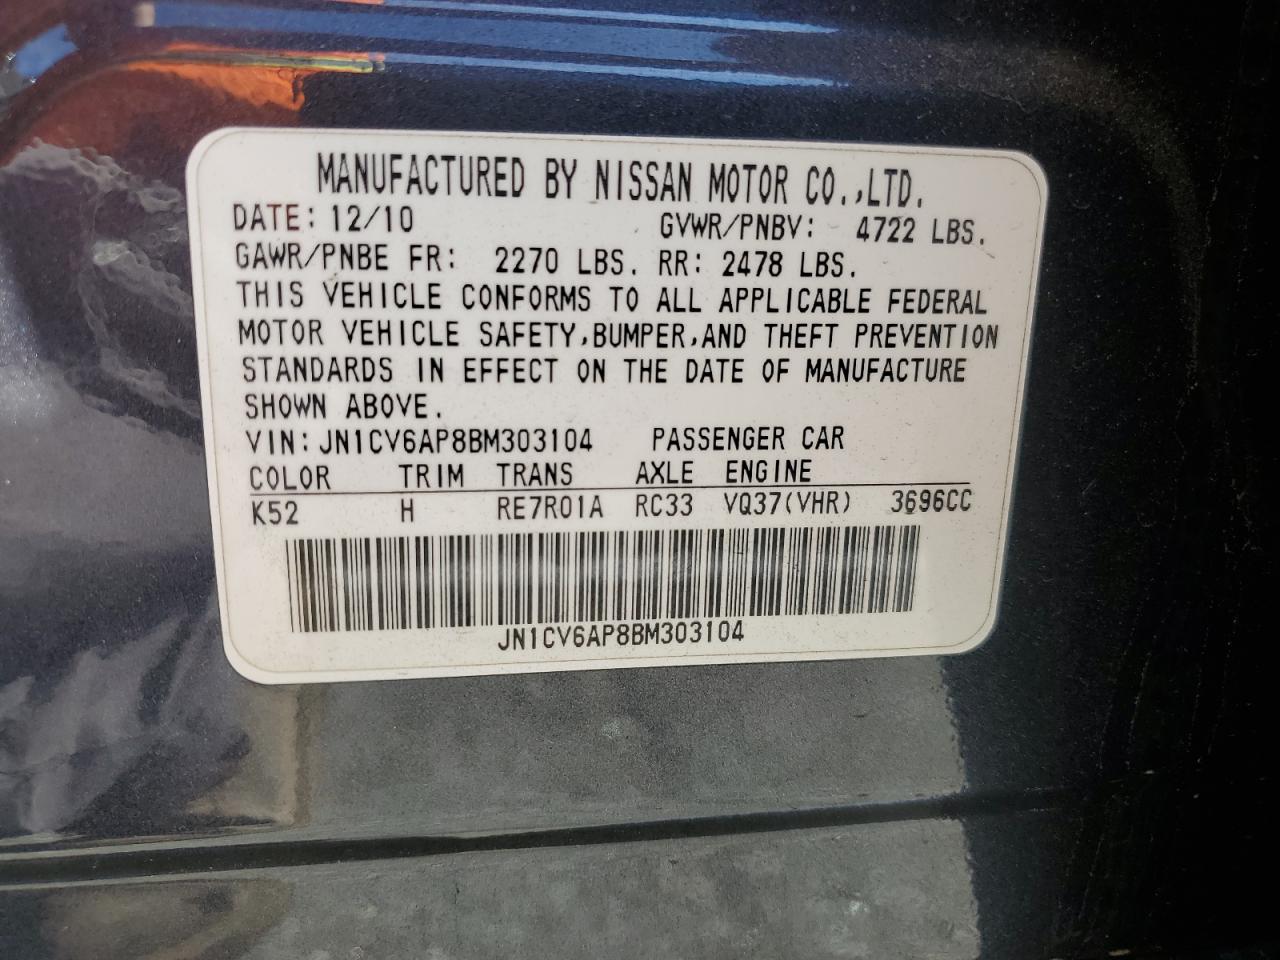 MANUFACTURED BY NISSAN MOTOR CO.,LTD.
DATE: 12/10 GVWR/PNBV: 4722 LBS.
GAWR/PNBE FR: 2270 LBS. RR: 2478 LBS.
THIS VEHICLE CONFORMS TO ALL APPLICABLE FEDERAL
MOTOR VEHICLE SAFETY,BUMPER,AND THEFT PREVENTION
STANDARDS IN EFFECT ON THE DATE OF MANUFACTURE
SHOWN ABOVE.
VIN:JN1CV6AP8BM303104 PASSENGER CAR
COLOR TRIM TRANS AXLE ENGINE
K52 H RE7R01A RC33 VQ37(VHR) 3696CC
JN1CV6AP8BM303104